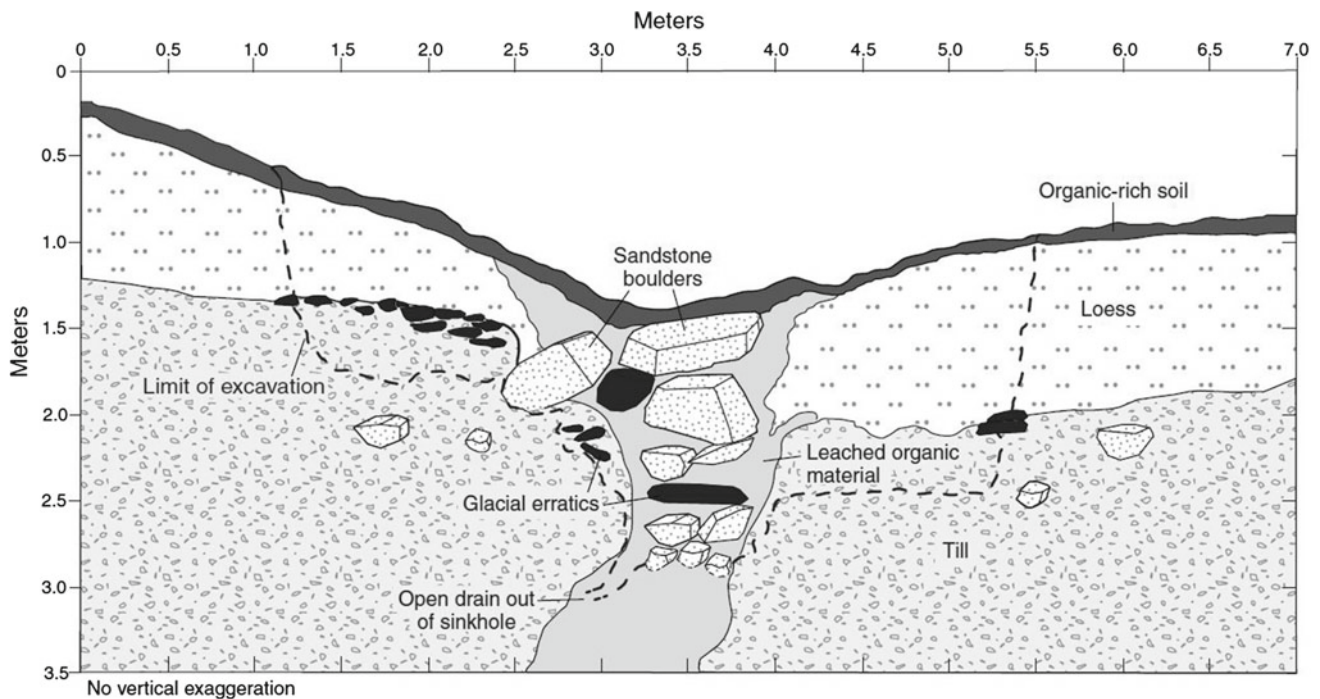 Meters
0 0.5 1.0 1.5 2.0 2.5 3.0 3.5 4.0 4.5 5.0 5.5 6.0 6.5 7.0
0
0.5
Organic-rich soil
1.0
Sandstone
boulders
1.5
Loess
Meters
Limit of excavation
2.0
Leached organic
material
2.5
Glacial erratics
Till
3.0
Open drain out
of sinkhole
3.5
No vertical exaggeration